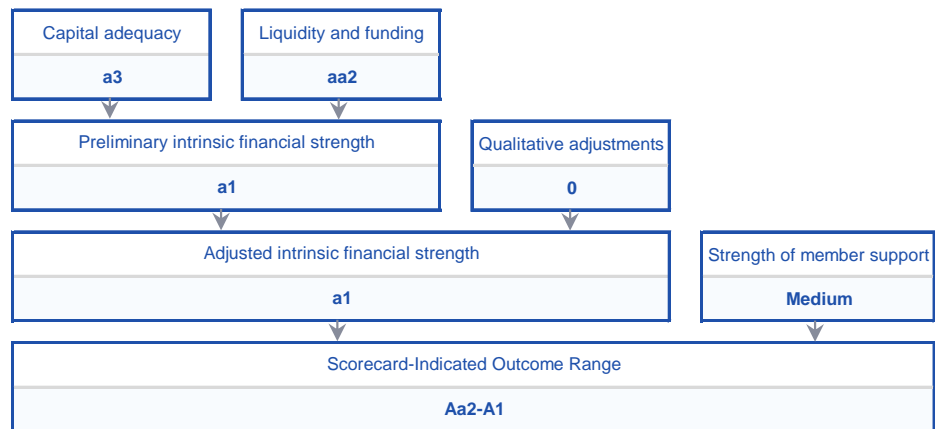 Capital adequacy
a3
Liquidity and funding
aa2
Preliminary intrinsic financial strength
a1
Qualitative adjustments
0
Adjusted intrinsic financial strength
a1
Strength of member support
Medium
Scorecard-Indicated Outcome Range
Aa2-A1